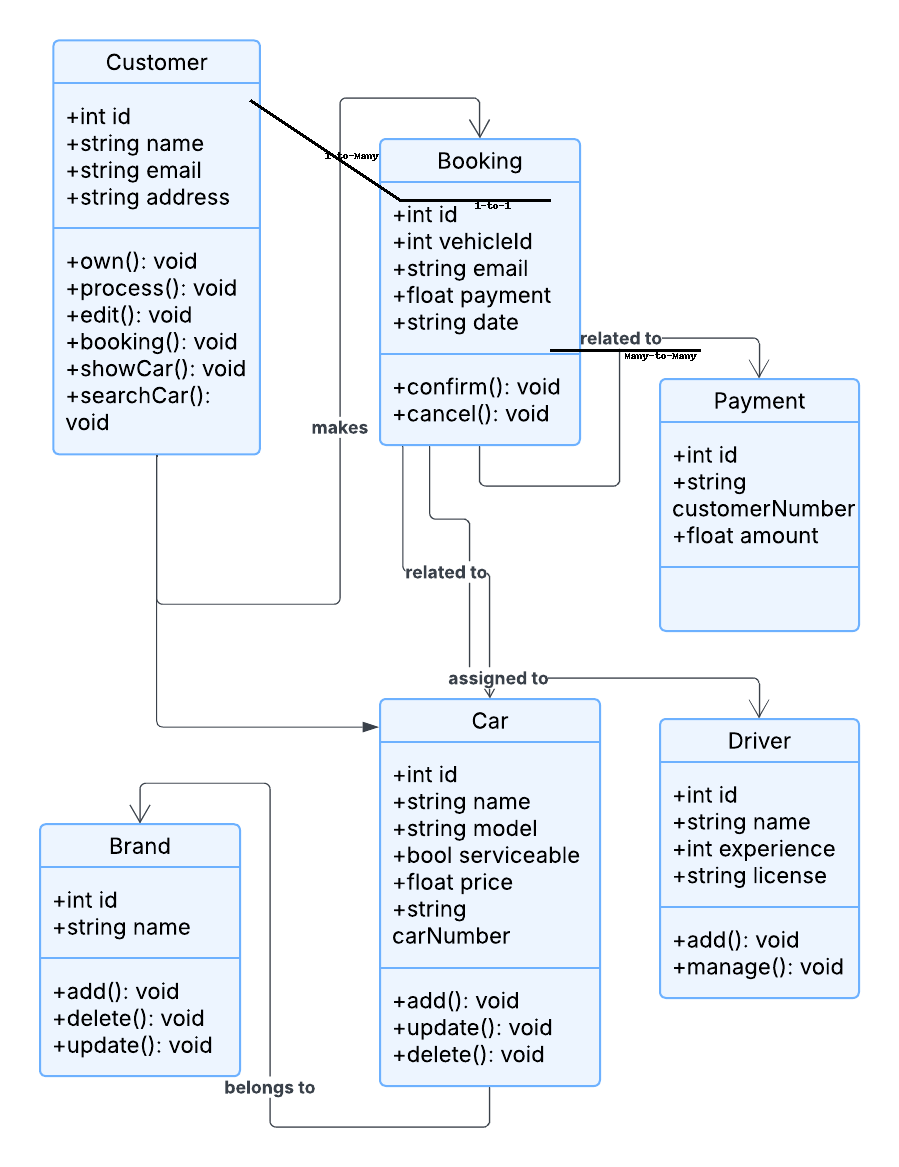 Customer
+int id
+string name
+string email
+string address
+own(): void
+process(): void
+edit(): void
+booking(): void
+showCar(): void
+searchCar():
void
1-to-Many
makes
Booking
1-to-1
+int id
+int vehicleId
+string email
+float payment
+string date
+confirm(): void
+cancel(): void
related to
Many-to-Many
Payment
+int id
+string
customerNumber
+float amount
related to
assigned to
Car
+int id
+string name
+string model
+bool serviceable
+float price
+string
carNumber
+add(): void
+update(): void
+delete(): void
Driver
+int id
+string name
+int experience
+string license
+add(): void
+manage(): void
Brand
+int id
+string name
+add(): void
+delete(): void
+update(): void
belongs to